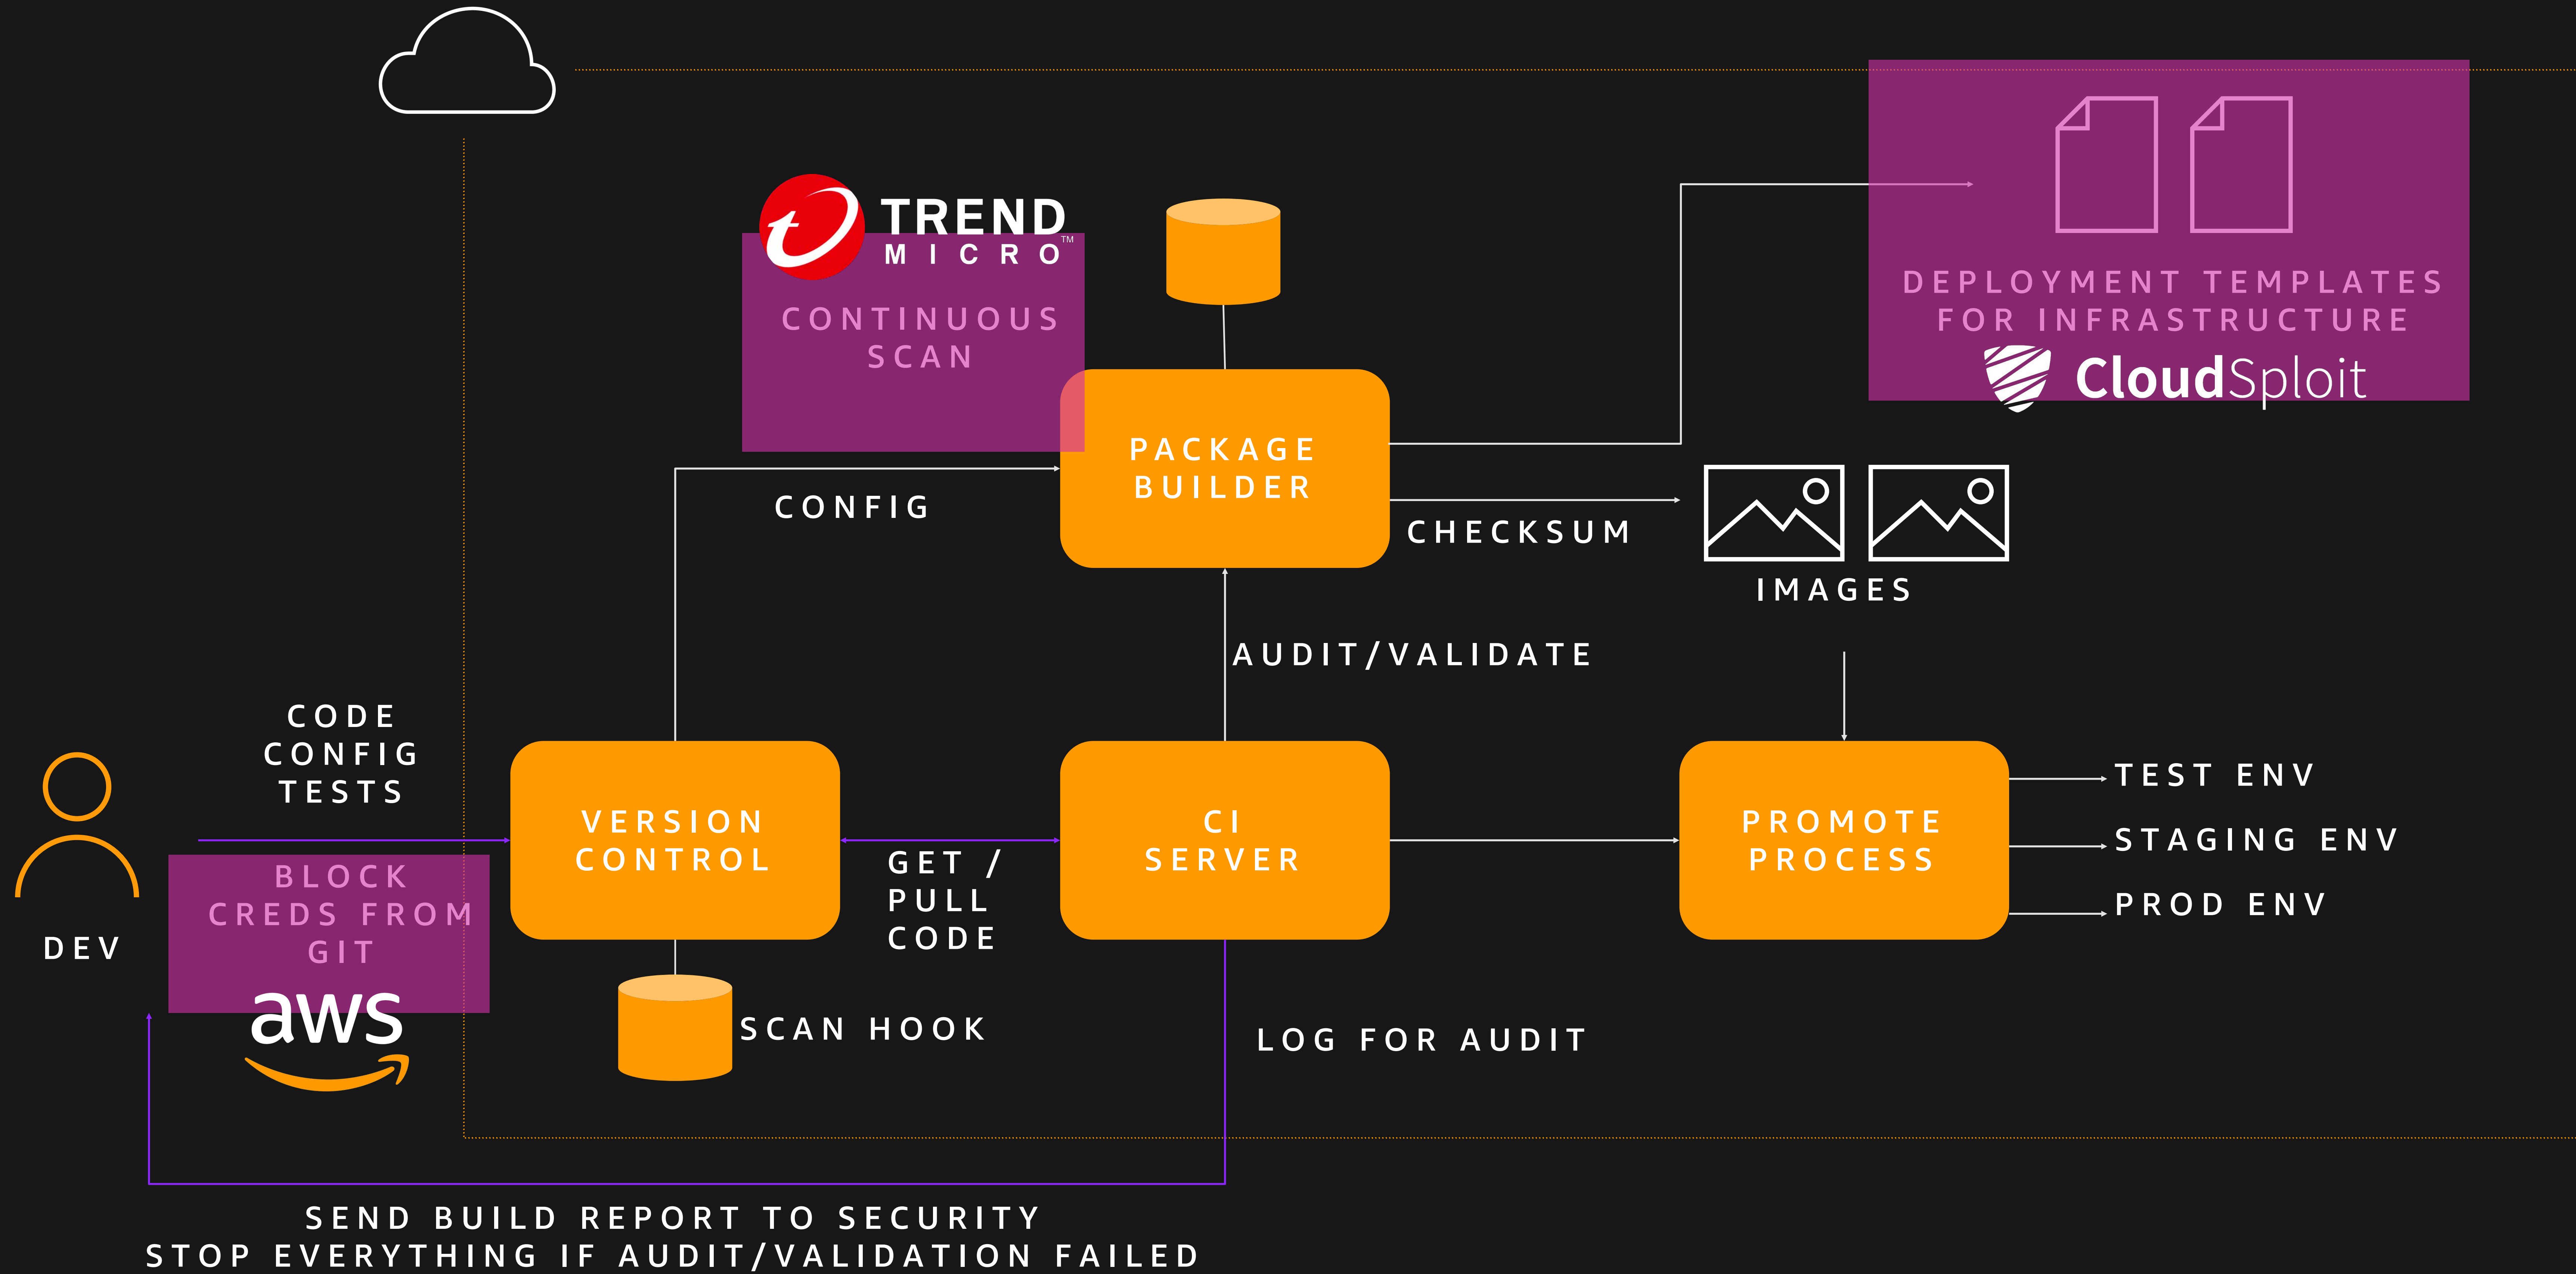 TREND
MICRO™
CONTINUOUS
SCAN
DEPLOYMENT TEMPLATES
FOR INFRASTRUCTURE
CloudSploit
PACKAGE
BUILDER
CONFIG
CHECKSUM
IMAGES
AUDIT/VALIDATE
CODE
CONFIG
TESTS
DEV
BLOCK
CREDS FROM
GIT
aws
VERSION
CONTROL
GET /
PULL
CODE
CI
SERVER
PROMOTE
PROCESS
TEST ENV
STAGING ENV
PROD ENV
SCAN HOOK
LOG FOR AUDIT
SEND BUILD REPORT TO SECURITY
STOP EVERYTHING IF AUDIT/VALIDATION FAILED